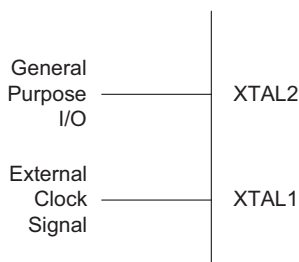 General
Purpose
I/O
XTAL2
External
Clock
Signal
XTAL1